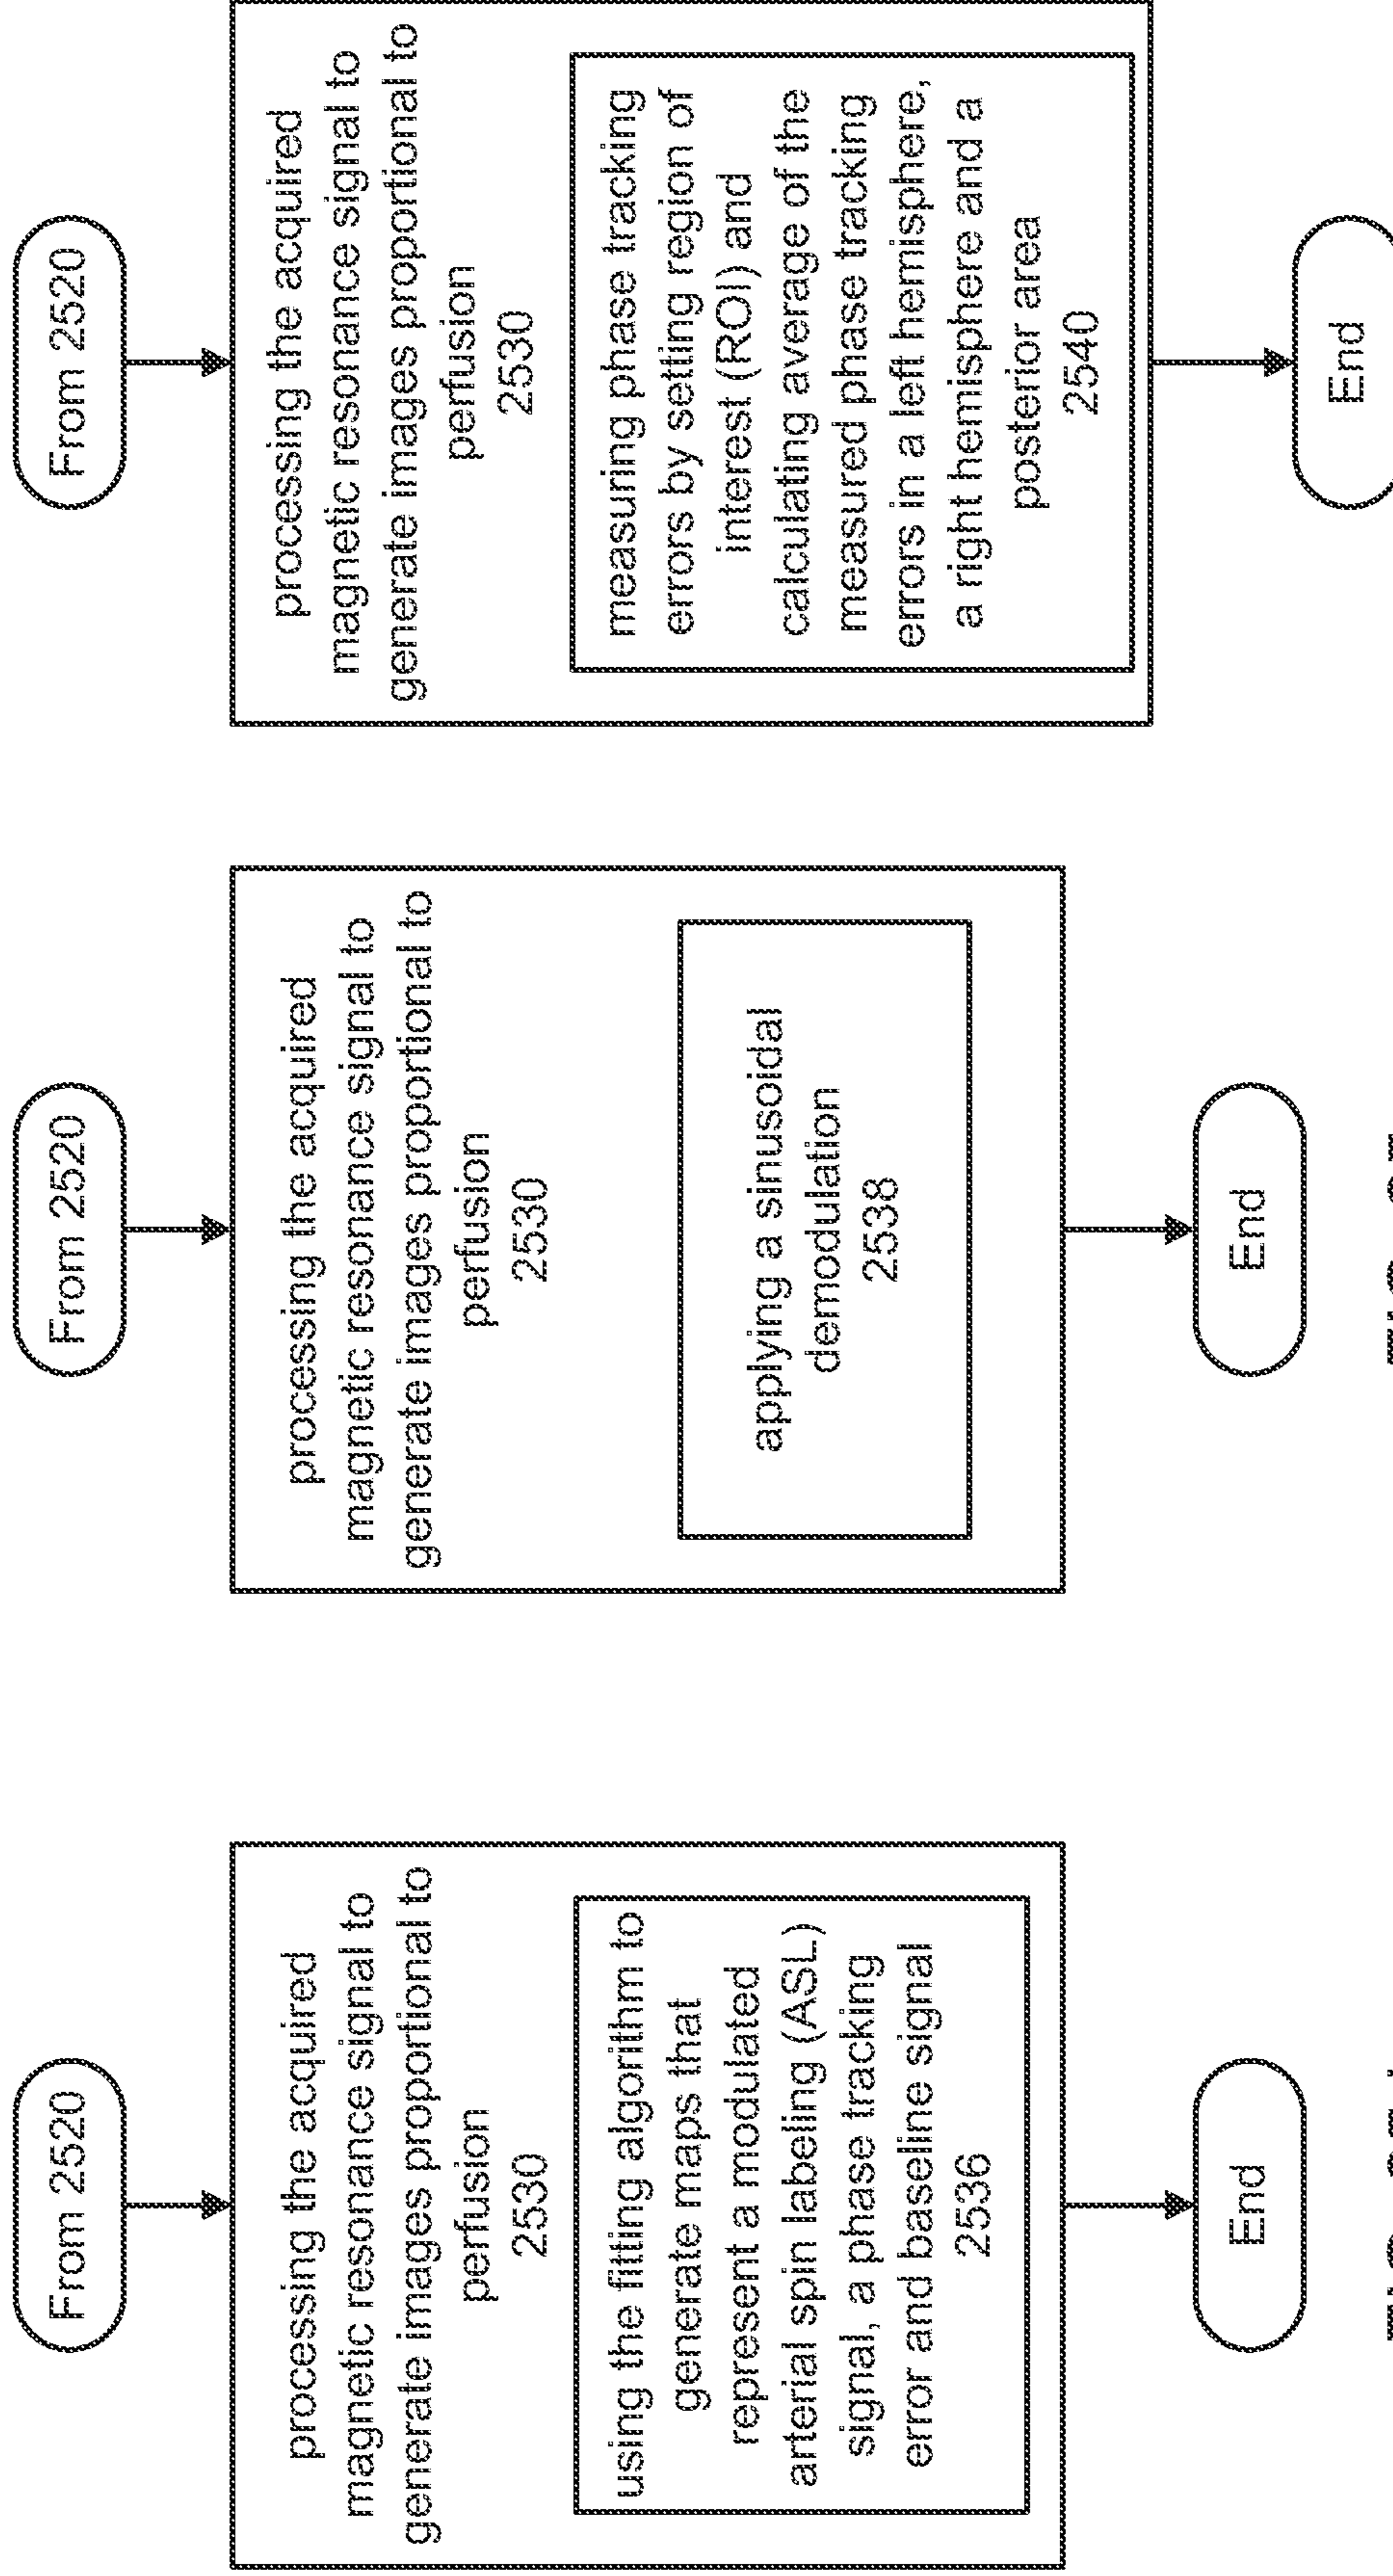 From 2520
processing the acquired
magnetic resonance signal to
generate images proportional to
perfusion
2530
using the fitting algorithm to
generate maps that
represent a modulated
arterial spin labeling (ASL)
signal, a phase tracking
error and baseline signal
2536
End
From 2520
processing the acquired
magnetic resonance signal to
generate images proportional to
perfusion
2530
applying a sinusoidal
demodulation
2538
End
From 2520
processing the acquired
magnetic resonance signal to
generate images proportional to
perfusion
2530
measuring phase tracking
errors by setting region of
interest (ROI) and
calculating average of the
measured phase tracking
errors in a left hemisphere,
a right hemisphere and a
posterior area
2540
End